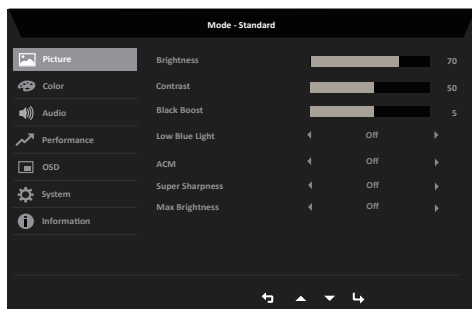 Mode - Standard
Picture
Color
Audio
Performance
OSD
System
Information
Brightness 70
Contrast 50
Black Boost 5
Low Blue Light Off
ACM Off
Super Sharpness Off
Max Brightness Off